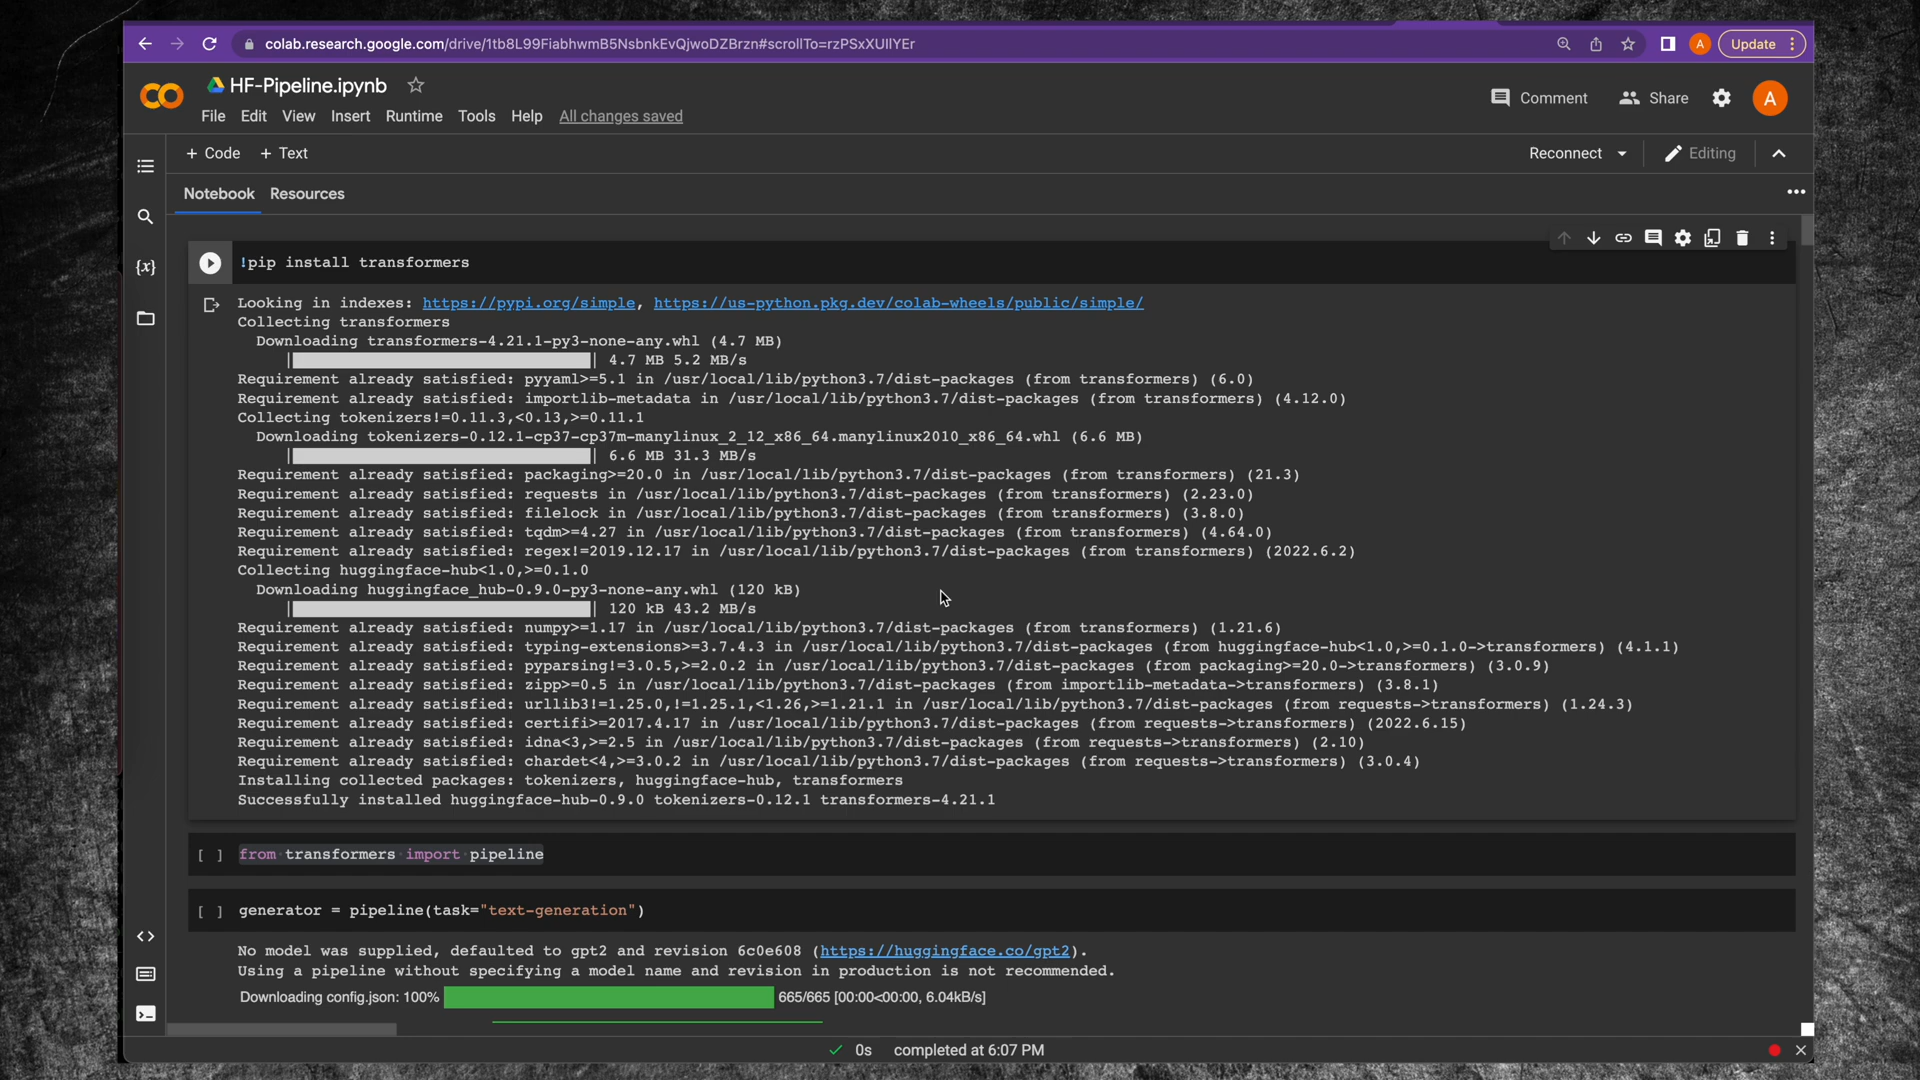 colab.research.google.com/drive/1tb8L99FiabhwmB5NsbnkEvQjwoDZBrzn#scrollTo=rzPSxXUIlYEr
A
Update
HF-Pipeline.ipynb
File Edit View Insert Runtime Tools Help All changes saved
Comment
Share
A
+ Code + Text
Reconnect
Editing
Notebook Resources
{x}
!pip install transformers
Looking in indexes: https://pypi.org/simple, https://us-python.pkg.dev/colab-wheels/public/simple/
Collecting transformers
Downloading transformers-4.21.1-py3-none-any.whl (4.7 MB)
| | 4.7 MB 5.2 MB/s
Requirement already satisfied: pyyaml>=5.1 in /usr/local/lib/python3.7/dist-packages (from transformers) (6.0)
Requirement already satisfied: importlib-metadata in /usr/local/lib/python3.7/dist-packages (from transformers) (4.12.0)
Collecting tokenizers!=0.11.3,<0.13,>=0.11.1
Downloading tokenizers-0.12.1-cp37-cp37m-manylinux_2_12_x86_64.manylinux2010_x86_64.whl (6.6 MB)
| | 6.6 MB 31.3 MB/s
Requirement already satisfied: packaging>=20.0 in /usr/local/lib/python3.7/dist-packages (from transformers) (21.3)
Requirement already satisfied: requests in /usr/local/lib/python3.7/dist-packages (from transformers) (2.23.0)
Requirement already satisfied: filelock in /usr/local/lib/python3.7/dist-packages (from transformers) (3.8.0)
Requirement already satisfied: tqdm>=4.27 in /usr/local/lib/python3.7/dist-packages (from transformers) (4.64.0)
Requirement already satisfied: regex!=2019.12.17 in /usr/local/lib/python3.7/dist-packages (from transformers) (2022.6.2)
Collecting huggingface-hub<1.0,>=0.1.0
Downloading huggingface_hub-0.9.0-py3-none-any.whl (120 kB)
| | 120 kB 43.2 MB/s
Requirement already satisfied: numpy>=1.17 in /usr/local/lib/python3.7/dist-packages (from transformers) (1.21.6)
Requirement already satisfied: typing-extensions>=3.7.4.3 in /usr/local/lib/python3.7/dist-packages (from huggingface-hub<1.0,>=0.1.0->transformers) (4.1.1)
Requirement already satisfied: pyparsing!=3.0.5,>=2.0.2 in /usr/local/lib/python3.7/dist-packages (from packaging>=20.0->transformers) (3.0.9)
Requirement already satisfied: zipp>=0.5 in /usr/local/lib/python3.7/dist-packages (from importlib-metadata->transformers) (3.8.1)
Requirement already satisfied: urllib3!=1.25.0,!=1.25.1,<1.26,>=1.21.1 in /usr/local/lib/python3.7/dist-packages (from requests->transformers) (1.24.3)
Requirement already satisfied: certifi>=2017.4.17 in /usr/local/lib/python3.7/dist-packages (from requests->transformers) (2022.6.15)
Requirement already satisfied: idna<3,>=2.5 in /usr/local/lib/python3.7/dist-packages (from requests->transformers) (2.10)
Requirement already satisfied: chardet<4,>=3.0.2 in /usr/local/lib/python3.7/dist-packages (from requests->transformers) (3.0.4)
Installing collected packages: tokenizers, huggingface-hub, transformers
Successfully installed huggingface-hub-0.9.0 tokenizers-0.12.1 transformers-4.21.1
[ ] from transformers import pipeline
[ ] generator = pipeline(task="text-generation")
No model was supplied, defaulted to gpt2 and revision 6c0e608 (https://huggingface.co/gpt2).
Using a pipeline without specifying a model name and revision in production is not recommended.
Downloading config.json: 100% 665/665 [00:00<00:00, 6.04kB/s]
0s completed at 6:07 PM